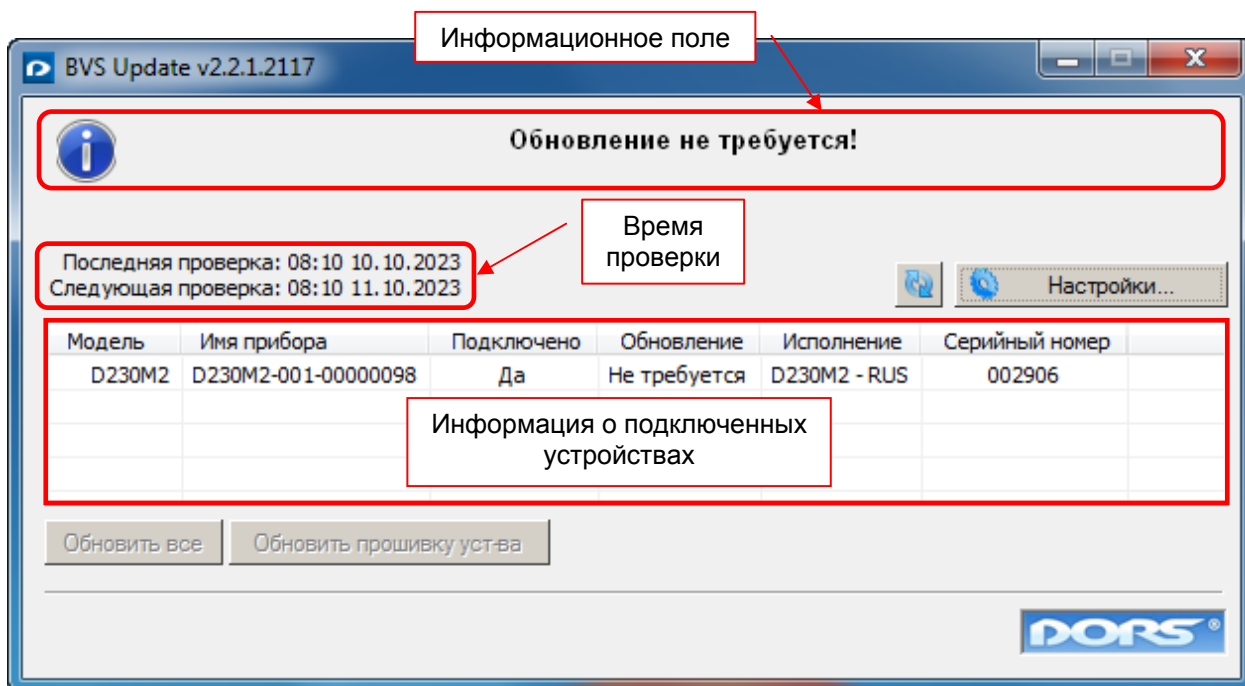 Информационное поле
BVS Update v2.2.1.2117
Обновление не требуется!
Время
проверки
Последняя проверка: 08:10 10.10.2023
Следующая проверка: 08:10 11.10.2023
Настройки...
Модель Имя прибора Подключено Обновление Исполнение Серийный номер
D230M2 D230M2-001-00000098 Да Не требуется D230M2 - RUS 002906
Информация о подключенных
устройствах
Обновить все Обновить прошивку уст-ва
DORS®